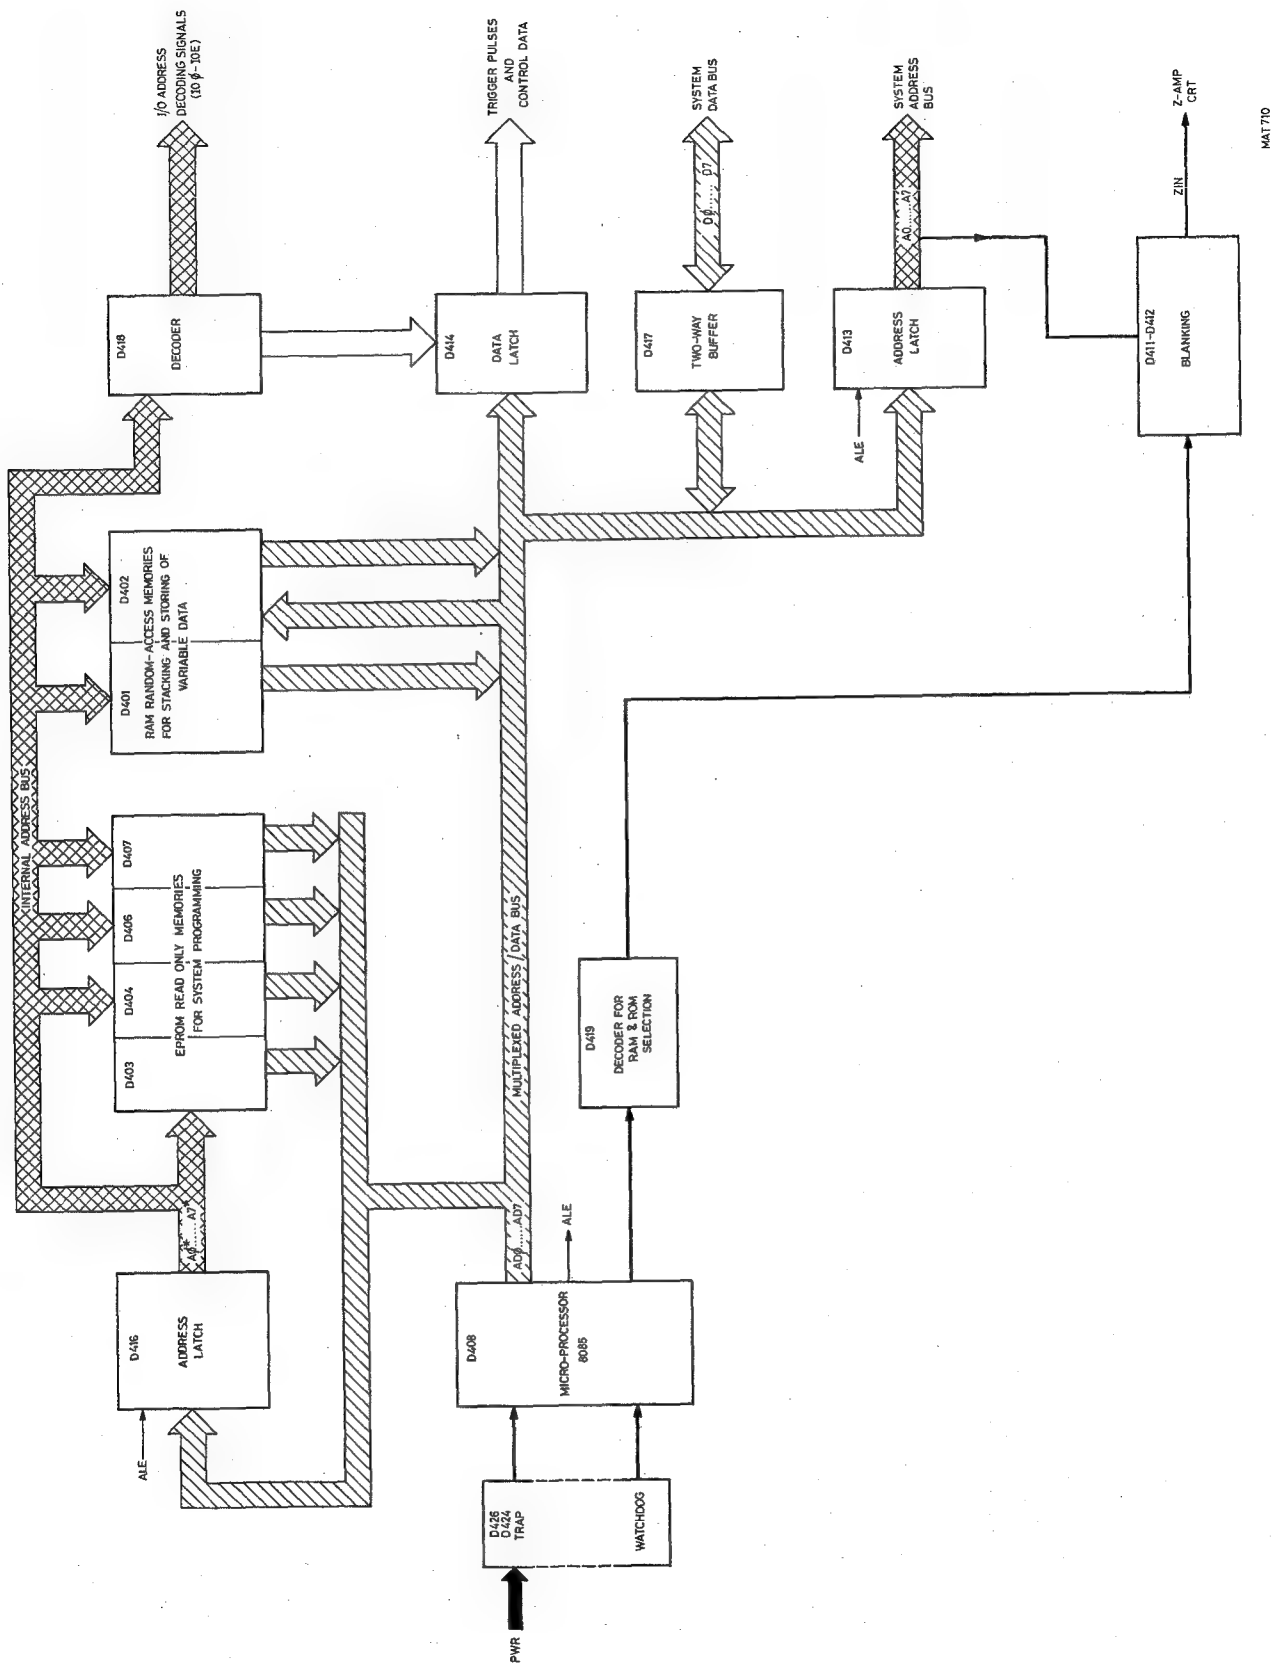 I/O ADDRESS
DECODING SIGNALS
(IO ϕ-IOE)
TRIGGER PULSES
AND
CONTROL DATA
SYSTEM
DATA BUS
SYSTEM
ADDRESS
BUS
Z-AMP
CRT
ZIN
MAT 710
D418
DECODER
D414
DATA
LATCH
D417
TWO-WAY
BUFFER
Dϕ.......D7
D413
ADDRESS
LATCH
A0.......A7
ALE
D411-D412
BLANKING
INTERNAL ADDRESS BUS
D401
D402
RAM RANDOM-ACCESS MEMORIES
FOR STACKING AND STORING OF
VARIABLE DATA
D403
D404
D406
D407
EPROM READ ONLY MEMORIES
FOR SYSTEM PROGRAMMING
MULTIPLEXED ADDRESS / DATA BUS
D419
DECODER FOR
RAM & ROM
SELECTION
D416
ADDRESS
LATCH
Aϕ*......A7*
ALE
ADϕ......AD7
ALE
D408
MICRO-PROCESSOR
8085
D426
D424
TRAP
WATCHDOG
PWR